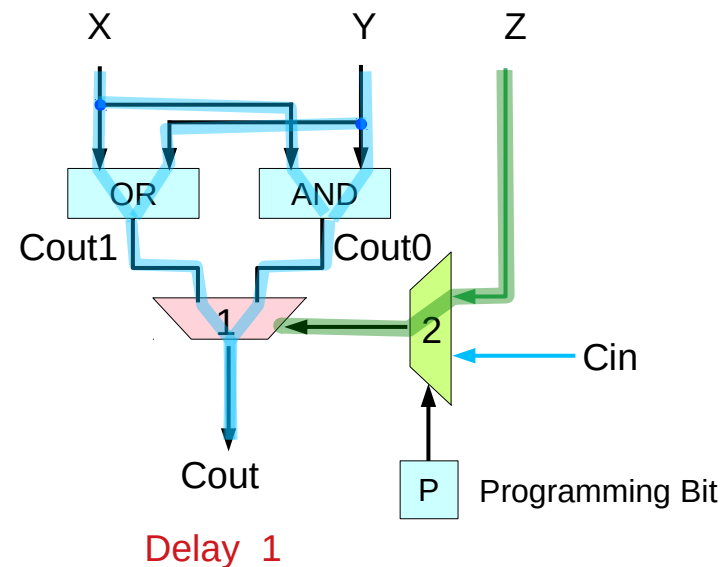 X Y Z
OR AND
Cout1 Cout0
1 2
Cin
Cout
P Programming Bit
Delay 1